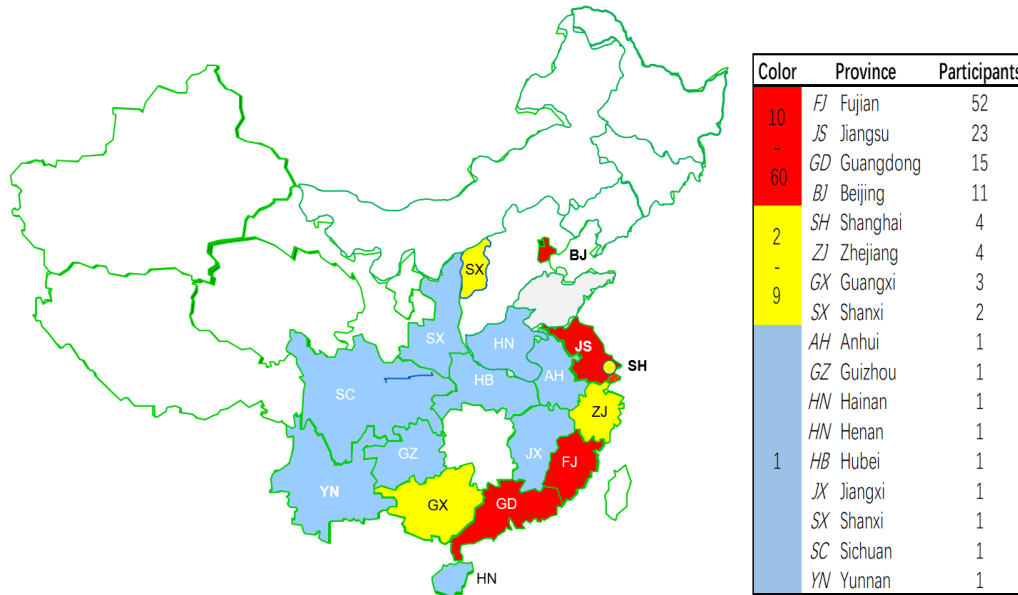 BJ
SX
SX
HN
JS
SH
SC
HB
AH
ZJ
GZ
JX
FJ
YN
GX
GD
HN
Color Province Participants
10
-
60
FJ Fujian 52
JS Jiangsu 23
GD Guangdong 15
BJ Beijing 11
2
-
9
SH Shanghai 4
ZJ Zhejiang 4
GX Guangxi 3
SX Shanxi 2
1
AH Anhui 1
GZ Guizhou 1
HN Hainan 1
HN Henan 1
HB Hubei 1
JX Jiangxi 1
SX Shanxi 1
SC Sichuan 1
YN Yunnan 1